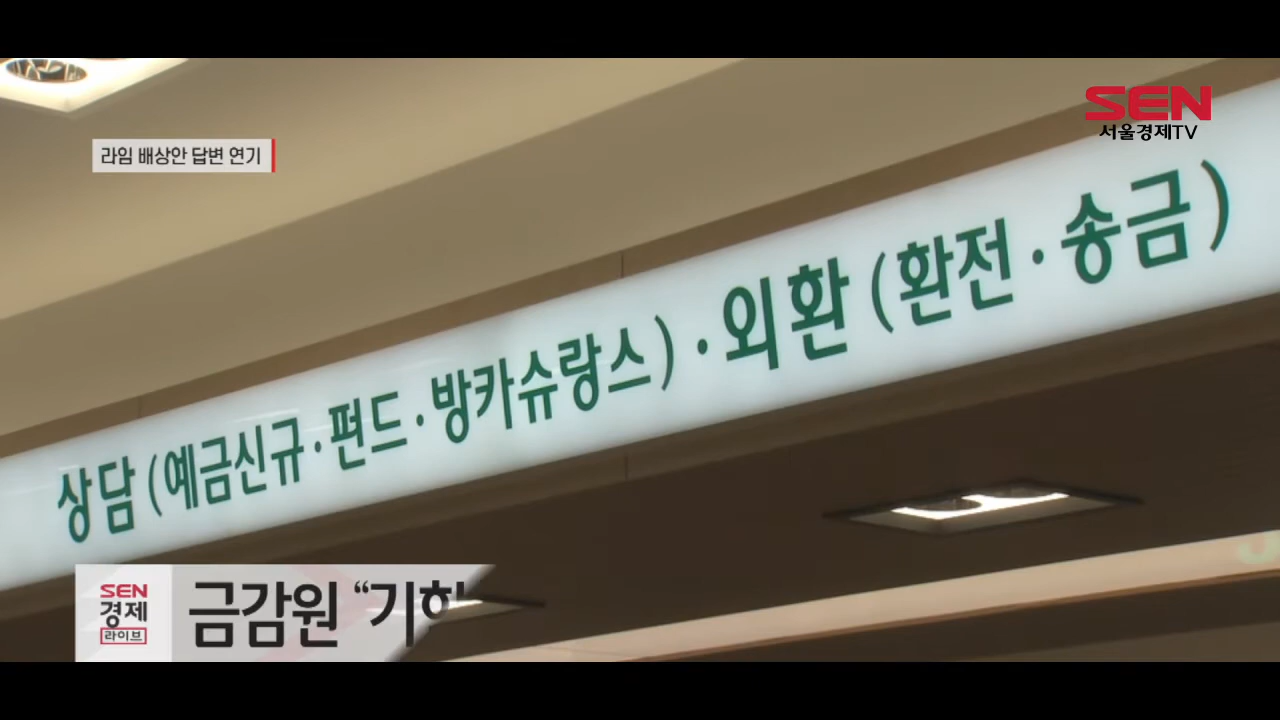 SEN
서울경제TV
라임 배상안 답변 연기
상담 (예금신규·펀드·방카슈랑스)·외환 (환전·송금)
SEN
경제
라이브
금감원 “기한